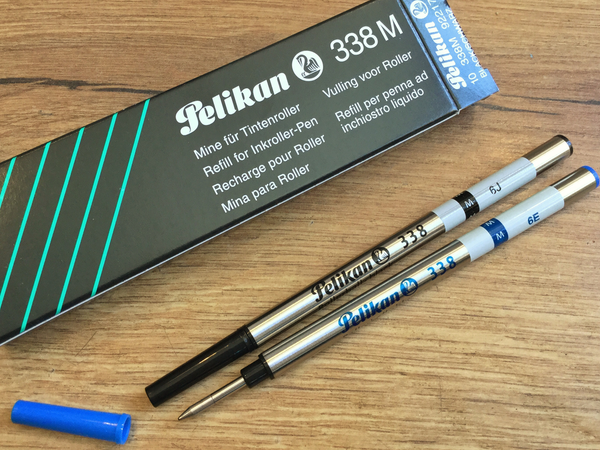 Pelikan 338 M
Mine für Tintenroller
Refill for Inkroller-Pen
Recharge pour Roller
Mina para Roller
Vulling voor Roller
Refill per penna ad
inchiostro liquido
Pelikan
10 338M
Pelikan 338 M 6J
Pelikan 338 M M 6E